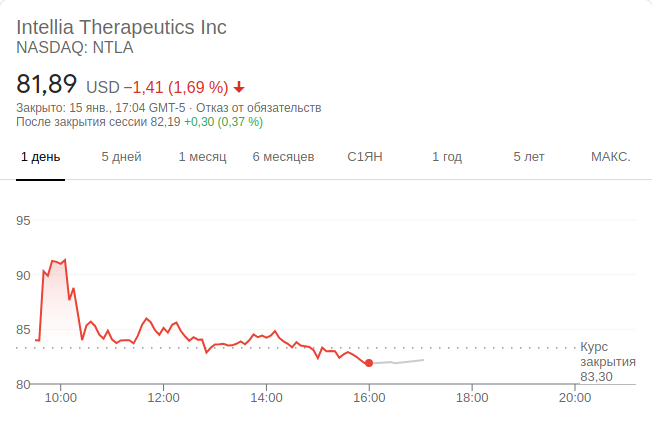 Intellia Therapeutics Inc
NASDAQ: NTLA
81,89 USD −1,41 (1,69 %)
Закрыто: 15 янв., 17:04 GMT-5 · Отказ от обязательств
После закрытия сессии 82,19 +0,30 (0,37 %)
1 день 5 дней 1 месяц 6 месяцев С1ЯН 1 год 5 лет МАКС.
95
90
85
Курс
закрытия
83,30
80
10:00 12:00 14:00 16:00 18:00 20:00